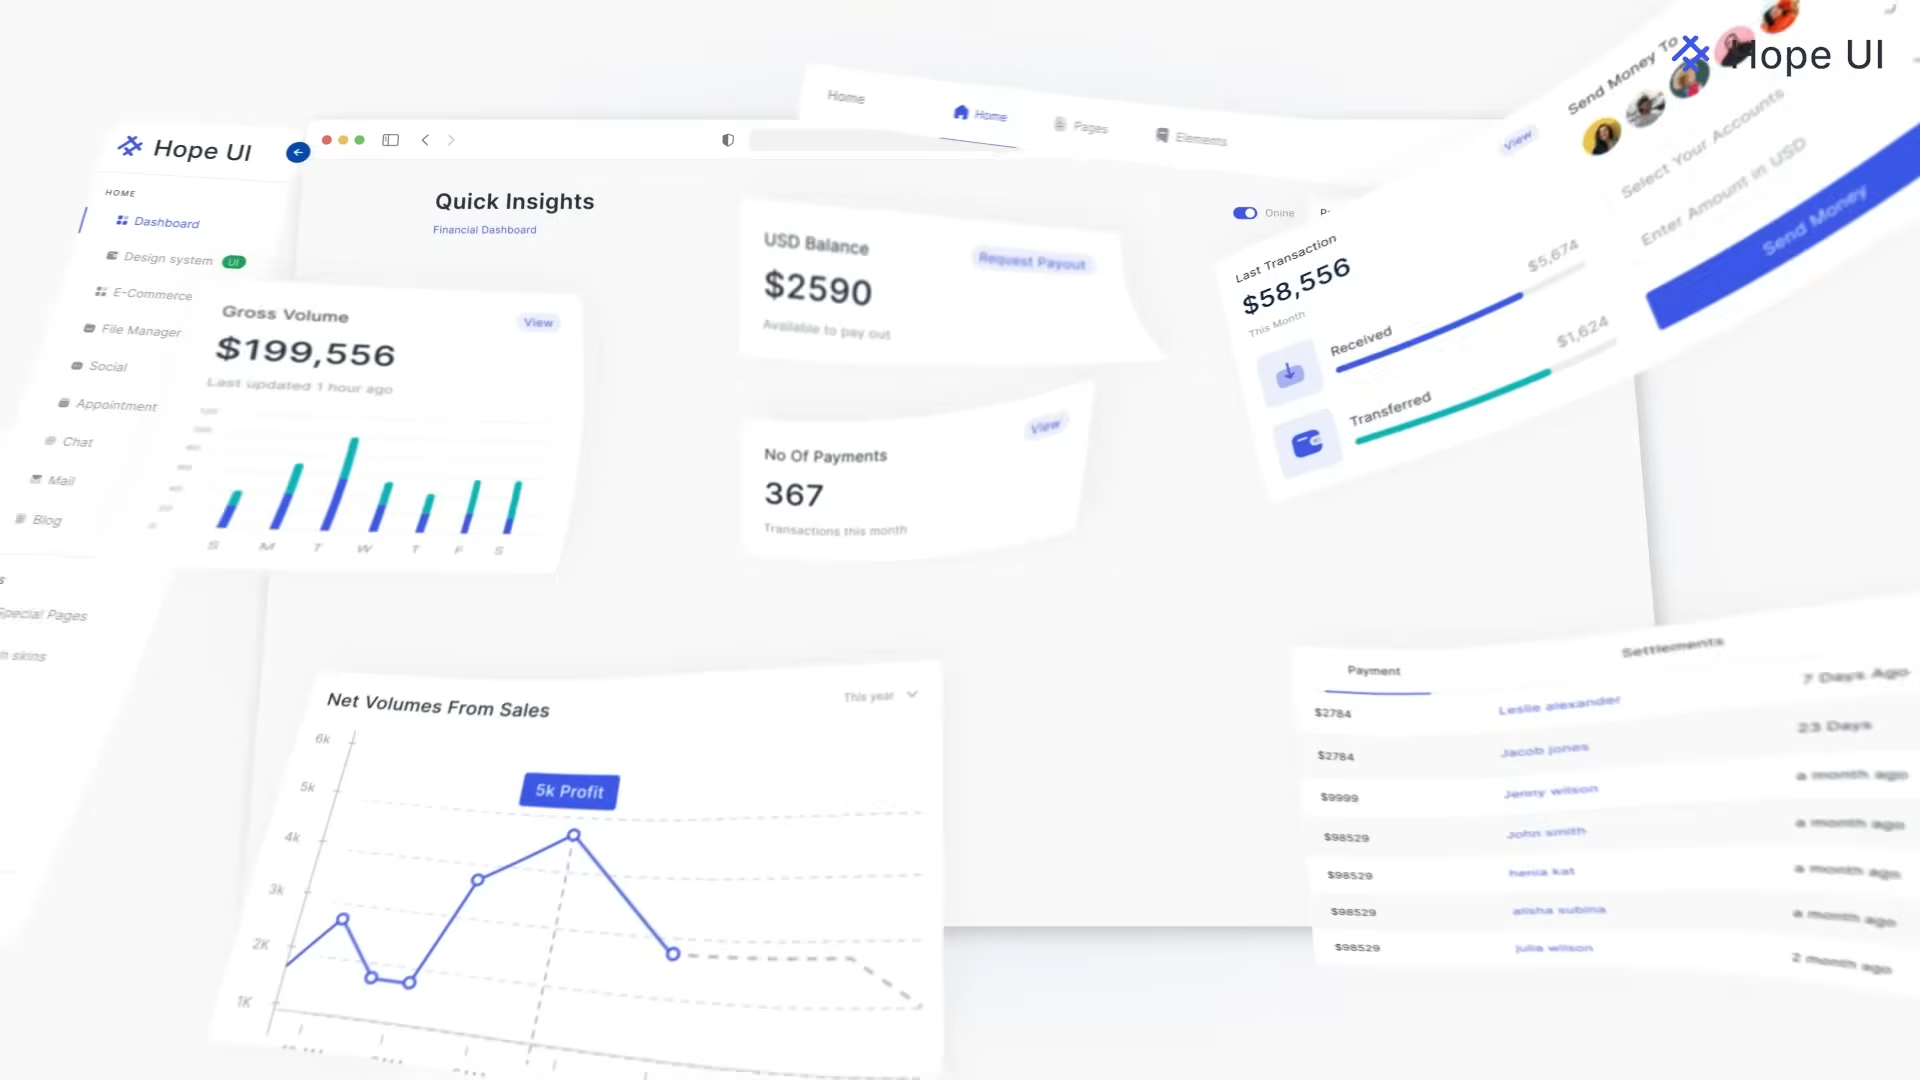 Hope UI
Hope UI
HOME
Dashboard
Design system UI
E-Commerce
File Manager
Social
Appointment
Chat
Mail
Blog
Special Pages
skins
Home
Home
Pages
Elements
Quick Insights
Financial Dashboard
Gross Volume
View
$199,556
Last updated 1 hour ago
S M T W T F S
USD Balance
Request Payout
$2590
Available to pay out
No Of Payments
View
367
Transactions this month
Onine
Last Transaction
View
$58,556
This Month
Received
$5,674
Transferred
$1,624
Send Money To
Select Your Accounts
Enter Amount in USD
Send Money
Net Volumes From Sales
This year
6k
5k
4k
3k
2K
1K
5k Profit
Payment
Settlements
$2784 Leslie alexander 7 Days Ago
$2784 Jacob jones 23 Days
$9999 Jenny wilson a month ago
$98529 John smith a month ago
$98529 henia kat a month ago
$98529 alisha subina a month ago
$98529 julia wilson 2 month ago